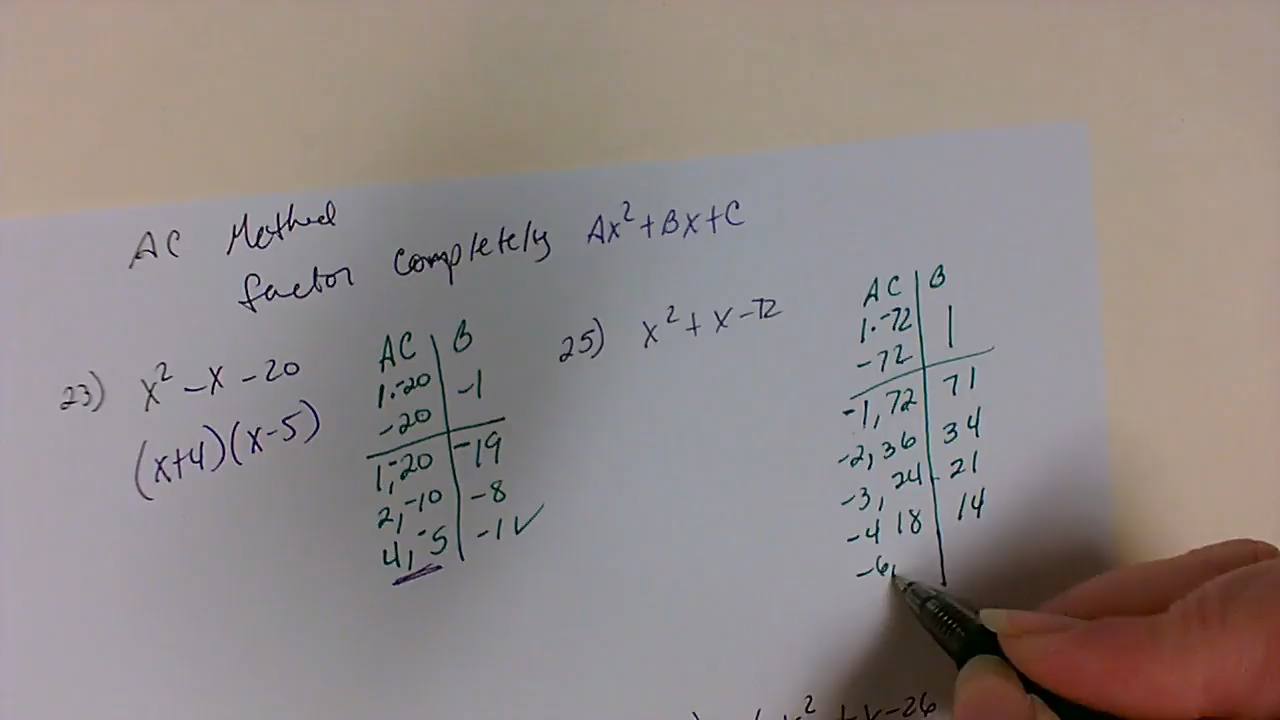 AC Method
factor completely Ax²+Bx+C
23) x² -x -20
(x+4)(x-5)
AC B
1·-20 -1
-20
1,-20 -19
2,-10 -8
4,-5 -1✓
25) x² + x -72
AC B
1·-72 1
-72
-1,72 71
-2,36 34
-3,24 21
-4 18 14
-6,
x² + x -26